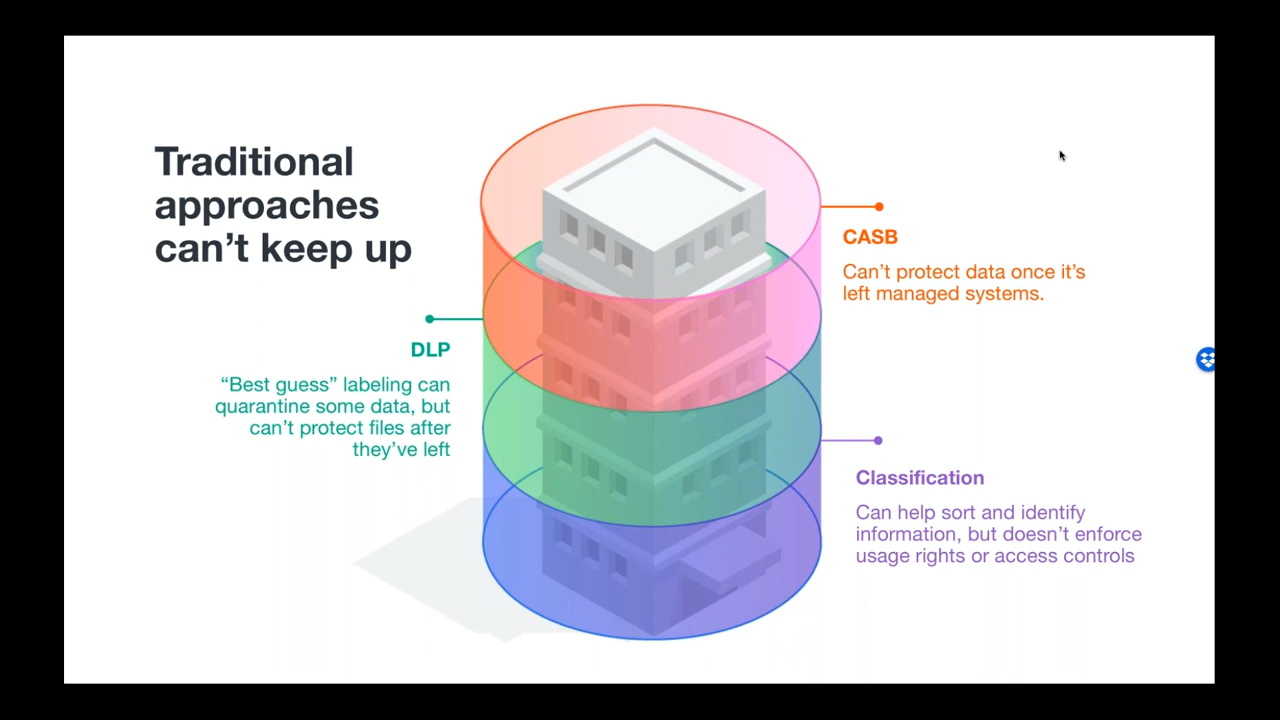 Traditional
approaches
can’t keep up
CASB
Can’t protect data once it’s
left managed systems.
DLP
“Best guess” labeling can
quarantine some data, but
can’t protect files after
they’ve left
Classification
Can help sort and identify
information, but doesn’t enforce
usage rights or access controls